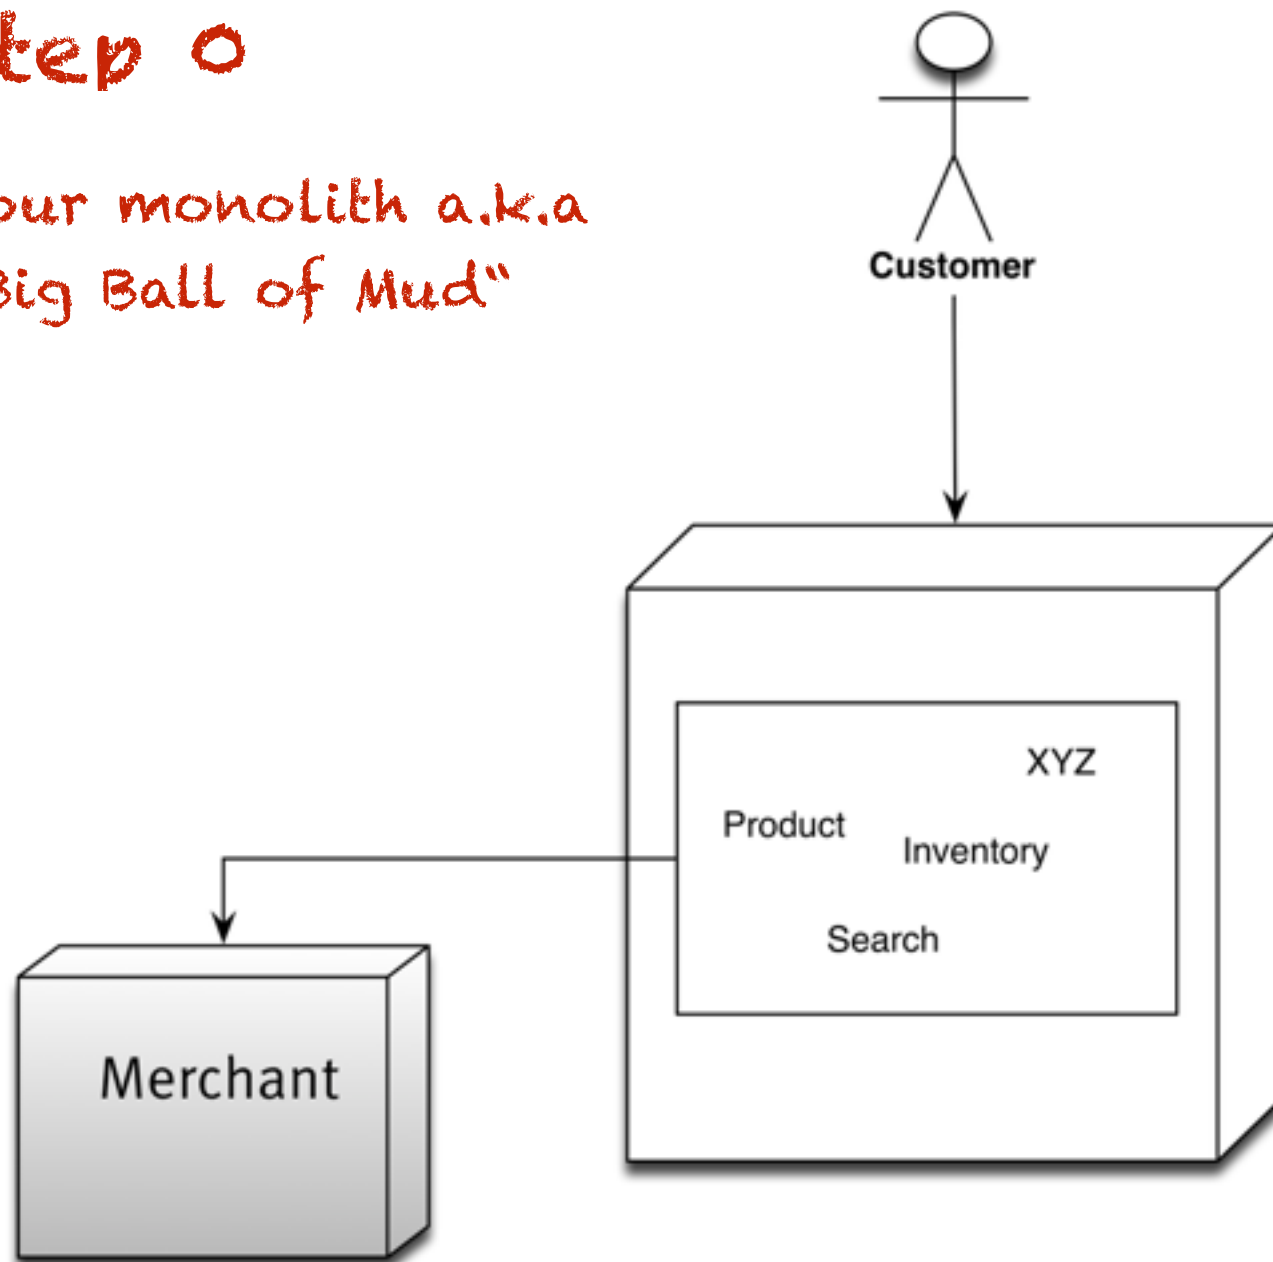 tep 0
our monolith a.k.a
Big Ball of Mud“
Customer
XYZ
Product
Inventory
Search
Merchant